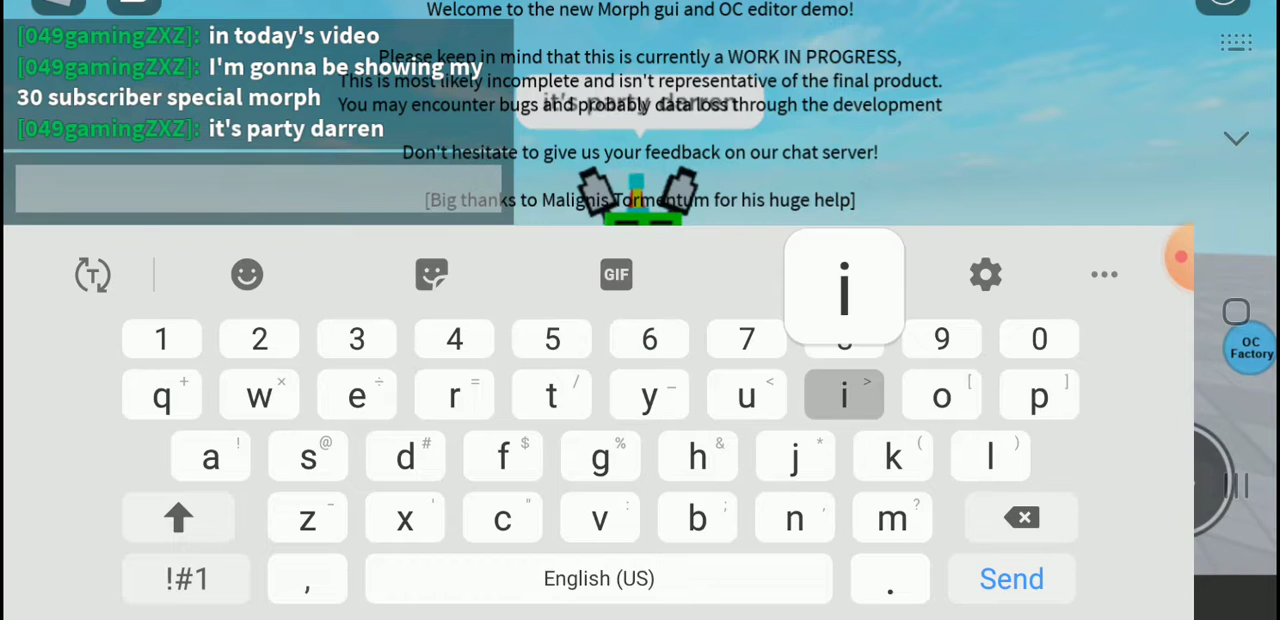 Welcome to the new Morph gui and OC editor demo!
[049gamingZXZ]: in today's video
Please keep in mind that this is currently a WORK IN PROGRESS,
[049gamingZXZ]: I'm gonna be showing my
This is most likely incomplete and isn't representative of the final product.
30 subscriber special morph
You may encounter bugs and probably data loss through the development
it's party darren
[049gamingZXZ]: it's party darren
Don't hesitate to give us your feedback on our chat server!
[Big thanks to Malignis Tormentum for his huge help]
T GIF i
1 2 3 4 5 6 7 9 0
q + w × e ÷ r = t / y _ u < i > o [ p ]
OC
Factory
a ! s @ d # f $ g % h & j * k ( l )
z - x ' c " v : b ; n , m ?
!#1 , English (US) . Send